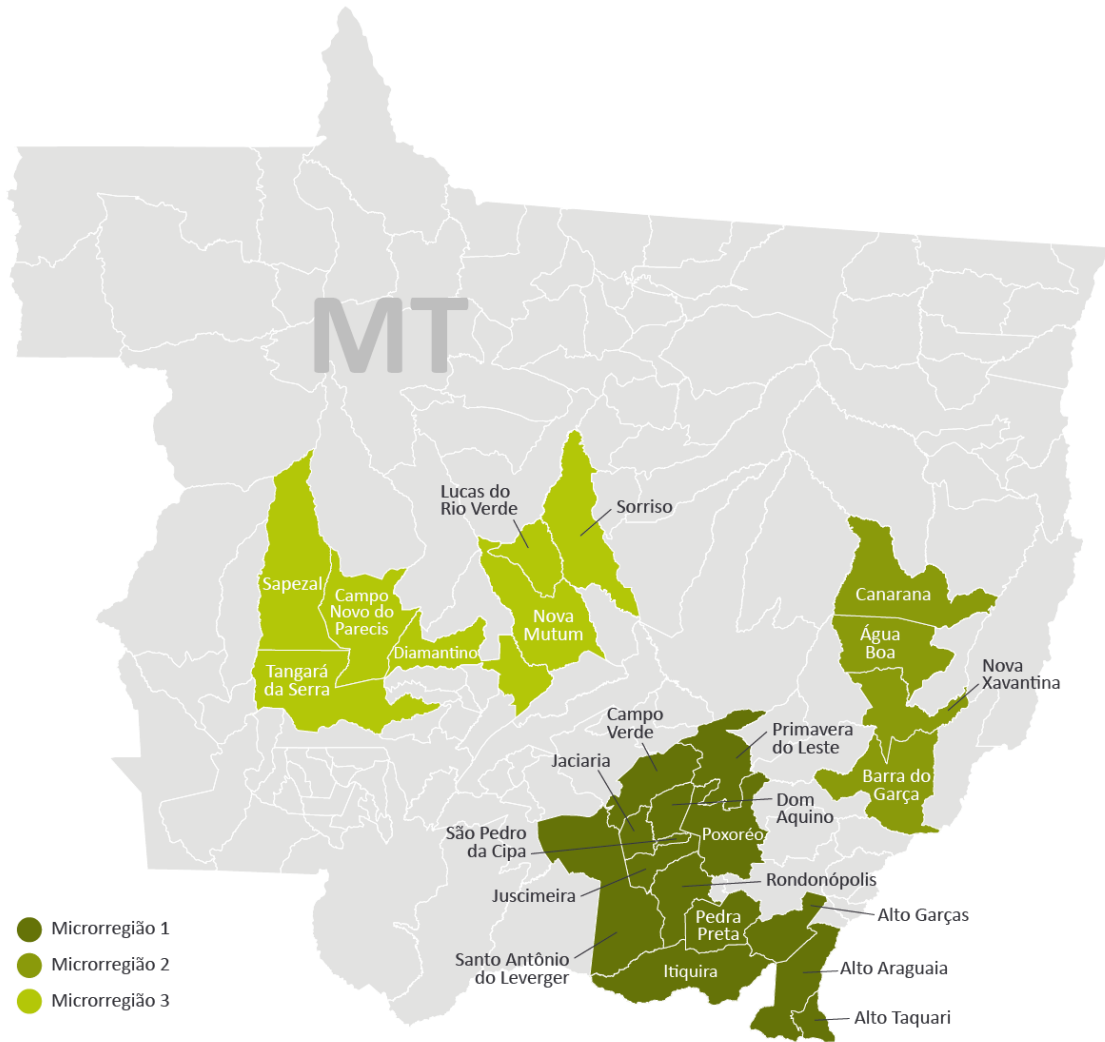 MT
Lucas do
Rio Verde
Sorriso
Sapezal
Campo
Novo do
Parecis
Nova
Mutum
Diamantino
Tangará
da Serra
Canarana
Água
Boa
Nova
Xavantina
Barra do
Garça
Campo
Verde
Primavera
do Leste
Jaciaria
Dom
Aquino
São Pedro
da Cipa
Poxoréo
Juscimeira
Rondonópolis
Pedra
Preta
Alto Garças
Santo Antônio
do Leverger
Itiquira
Alto Araguaia
Alto Taquari
Microrregião 1
Microrregião 2
Microrregião 3